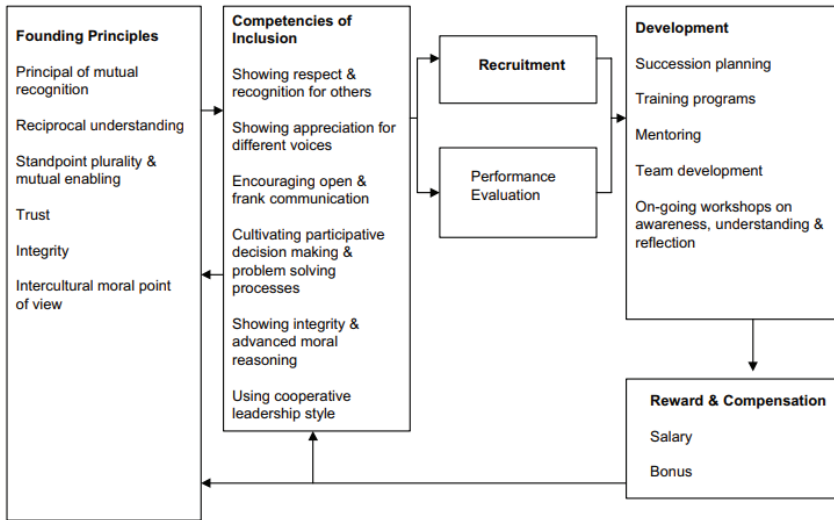 Founding Principles
Principal of mutual
recognition
Reciprocal understanding
Standpoint plurality &
mutual enabling
Trust
Integrity
Intercultural moral point
of view
Competencies of
Inclusion
Showing respect &
recognition for others
Showing appreciation for
different voices
Encouraging open &
frank communication
Cultivating participative
decision making &
problem solving
processes
Showing integrity &
advanced moral
reasoning
Using cooperative
leadership style
Recruitment
Performance
Evaluation
Development
Succession planning
Training programs
Mentoring
Team development
On-going workshops on
awareness, understanding &
reflection
Reward & Compensation
Salary
Bonus